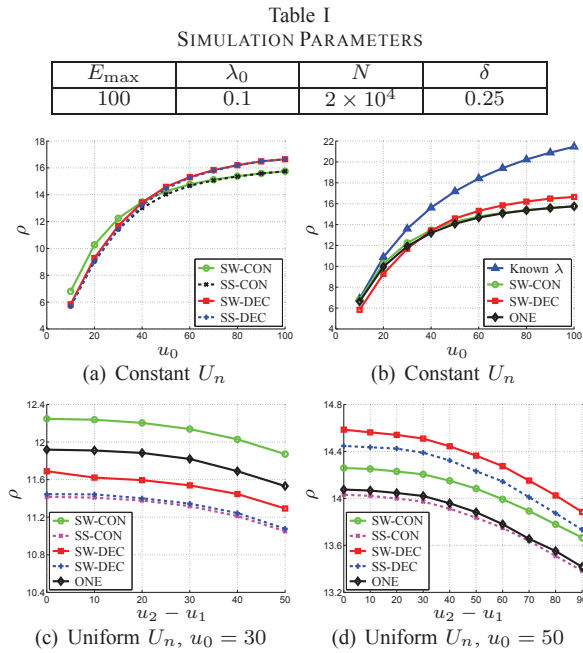 Table I
SIMULATION PARAMETERS
E_max λ_0 N δ
100 0.1 2 × 10^4 0.25
18
16
14
12
10
8
6
4
ρ
0 20 40 60 80 100
u_0
SW-CON
SS-CON
SW-DEC
SS-DEC
(a) Constant U_n
22
20
18
16
14
12
10
8
6
4
ρ
0 20 40 60 80 100
u_0
Known λ
SW-CON
SW-DEC
ONE
(b) Constant U_n
12.4
12
11.6
11.2
10.8
10.4
ρ
0 10 20 30 40 50
u_2 − u_1
SW-CON
SS-CON
SW-DEC
SW-DEC
ONE
(c) Uniform U_n, u_0 = 30
14.8
14.4
14
13.6
13.2
ρ
0 10 20 30 40 50 60 70 80 90
u_2 − u_1
SW-CON
SS-CON
SW-DEC
SS-DEC
ONE
(d) Uniform U_n, u_0 = 50